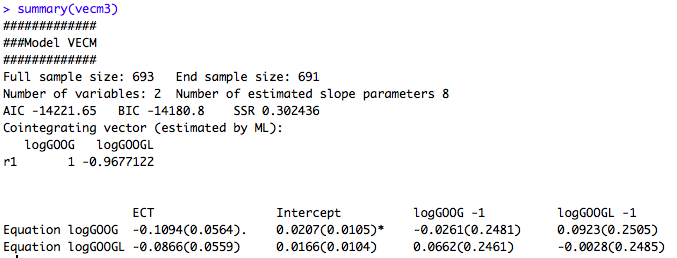 > summary(vecm3)
#############
###Model VECM
#############
Full sample size: 693   End sample size: 691
Number of variables: 2  Number of estimated slope parameters 8
AIC -14221.65   BIC -14180.8    SSR 0.302436
Cointegrating vector (estimated by ML):
   logGOOG   logGOOGL
r1       1 -0.9677122
                  ECT                Intercept         logGOOG -1          logGOOGL -1
Equation logGOOG  -0.1094(0.0564).   0.0207(0.0105)*   -0.0261(0.2481)     0.0923(0.2505)
Equation logGOOGL -0.0866(0.0559)    0.0166(0.0104)    0.0662(0.2461)      -0.0028(0.2485)